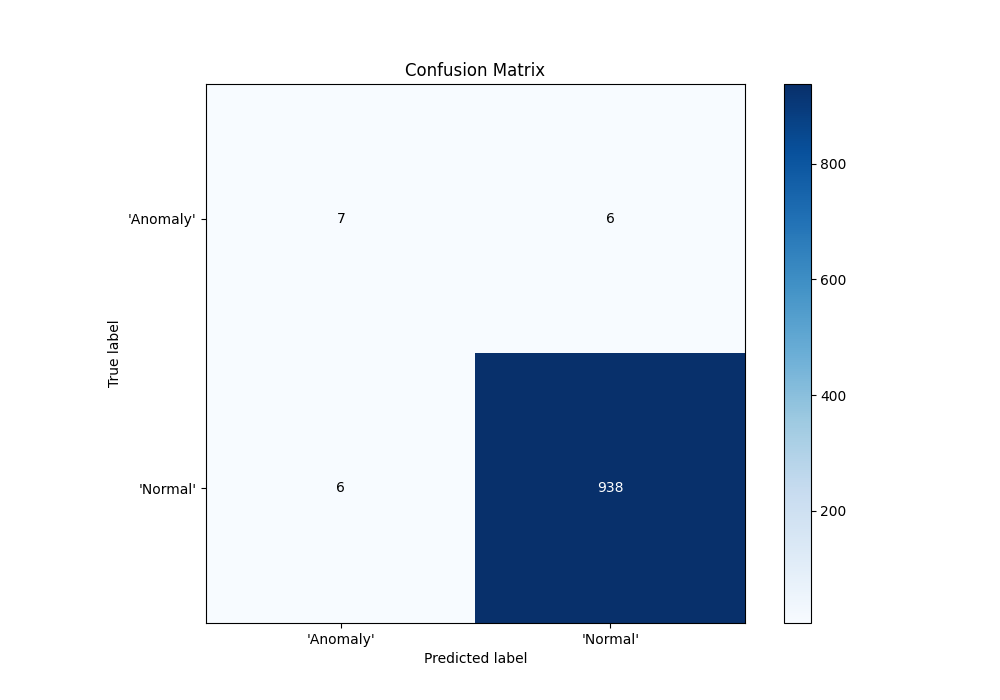 Confusion Matrix
True label
'Anomaly'
'Normal'
7 6
6 938
'Anomaly' 'Normal'
Predicted label
800
600
400
200